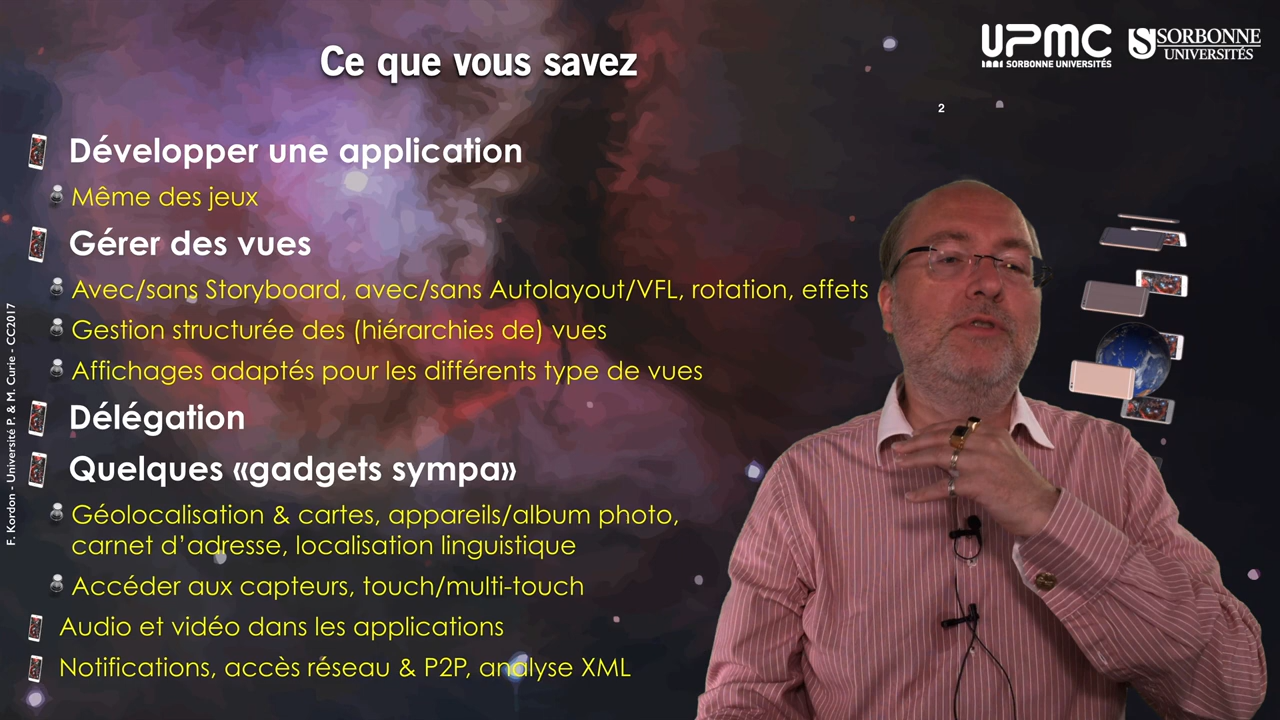 Ce que vous savez
UPMC
SORBONNE UNIVERSITÉS
SORBONNE
UNIVERSITÉS
2
Développer une application
Même des jeux
Gérer des vues
Avec/sans Storyboard, avec/sans Autolayout/VFL, rotation, effets
Gestion structurée des (hiérarchies de) vues
Affichages adaptés pour les différents type de vues
Délégation
Quelques «gadgets sympa»
Géolocalisation & cartes, appareils/album photo,
carnet d'adresse, localisation linguistique
Accéder aux capteurs, touch/multi-touch
Audio et vidéo dans les applications
Notifications, accès réseau & P2P, analyse XML
F. Kordon - Université P. & M. Curie - CC2017